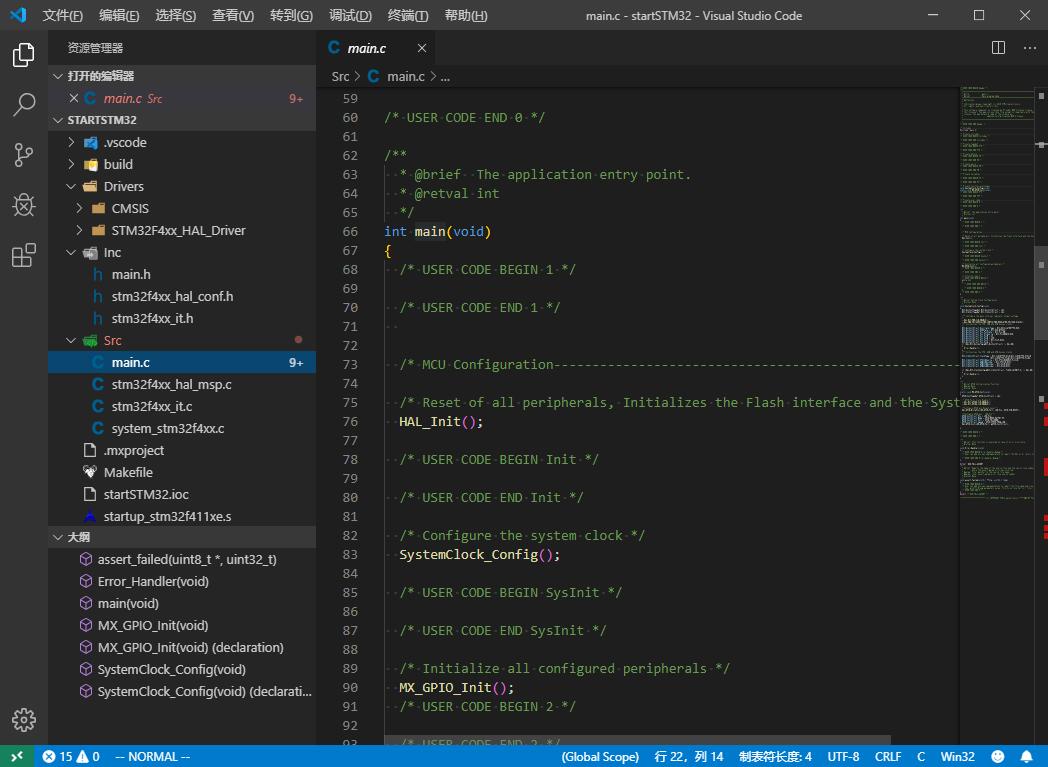 文件(F) 编辑(E) 选择(S) 查看(V) 转到(G) 调试(D) 终端(T) 帮助(H) main.c - startSTM32 - Visual Studio Code
资源管理器
打开的编辑器
main.c Src 9+
STARTSTM32
.vscode
build
Drivers
CMSIS
STM32F4xx_HAL_Driver
Inc
main.h
stm32f4xx_hal_conf.h
stm32f4xx_it.h
Src
main.c 9+
stm32f4xx_hal_msp.c
stm32f4xx_it.c
system_stm32f4xx.c
.mxproject
Makefile
startSTM32.ioc
startup_stm32f411xe.s
大纲
assert_failed(uint8_t *, uint32_t)
Error_Handler(void)
main(void)
MX_GPIO_Init(void)
MX_GPIO_Init(void) (declaration)
SystemClock_Config(void)
SystemClock_Config(void) (declarati...
main.c
Src > main.c > ...
59
60 /* USER CODE END 0 */
61
62 /**
63 * @brief The application entry point.
64 * @retval int
65 */
66 int main(void)
67 {
68 /* USER CODE BEGIN 1 */
69
70 /* USER CODE END 1 */
71
72
73 /* MCU Configuration-----------------------------------------------------
74
75 /* Reset of all peripherals, Initializes the Flash interface and the Syst
76 HAL_Init();
77
78 /* USER CODE BEGIN Init */
79
80 /* USER CODE END Init */
81
82 /* Configure the system clock */
83 SystemClock_Config();
84
85 /* USER CODE BEGIN SysInit */
86
87 /* USER CODE END SysInit */
88
89 /* Initialize all configured peripherals */
90 MX_GPIO_Init();
91 /* USER CODE BEGIN 2 */
92
93 /* USER CODE END 2 */
15 0 -- NORMAL -- (Global Scope) 行 22，列 14 制表符长度: 4 UTF-8 CRLF C Win32